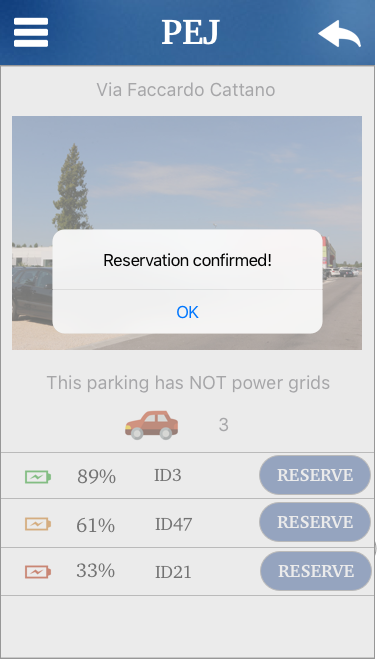 PEJ
Via Faccardo Cattano
Reservation confirmed!
OK
This parking has NOT power grids
3
89% ID3 RESERVE
61% ID47 RESERVE
33% ID21 RESERVE